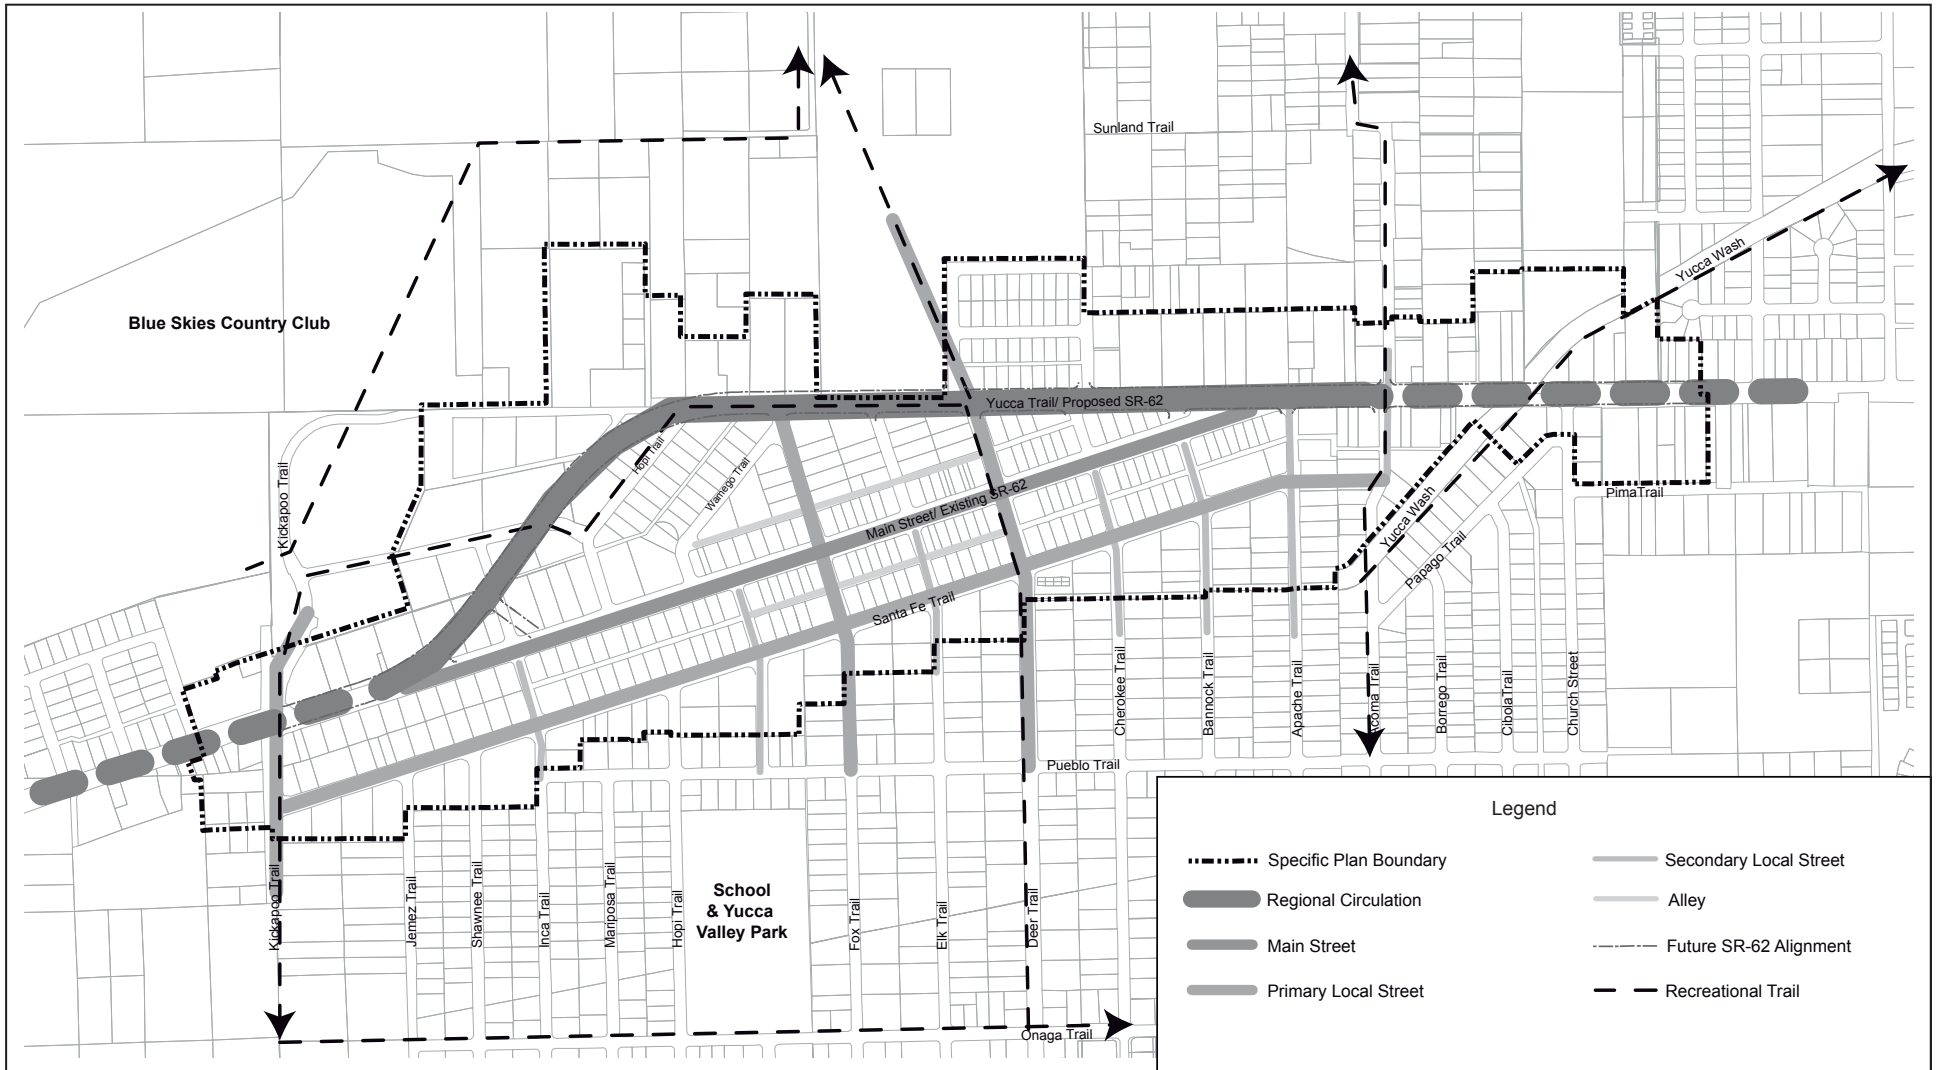 Sunland Trail
Yucca Wash
Blue Skies Country Club
Yucca Trail/ Proposed SR-62
Hopi Trail
Wamego Trail
Kickapoo Trail
Main Street/ Existing SR-62
PimaTrail
Yucca Wash
Papago Trail
Santa Fe Trail
Cherokee Trail
Bannock Trail
Apache Trail
Acoma Trail
Borrego Trail
CibolaTrail
Church Street
Pueblo Trail
Kickapoo Trail
Jemez Trail
Shawnee Trail
Inca Trail
Mariposa Trail
Hopi Trail
School
& Yucca
Valley Park
Fox Trail
Elk Trail
Deer Trail
Onaga Trail
Legend
Specific Plan Boundary
Regional Circulation
Main Street
Primary Local Street
Secondary Local Street
Alley
Future SR-62 Alignment
Recreational Trail